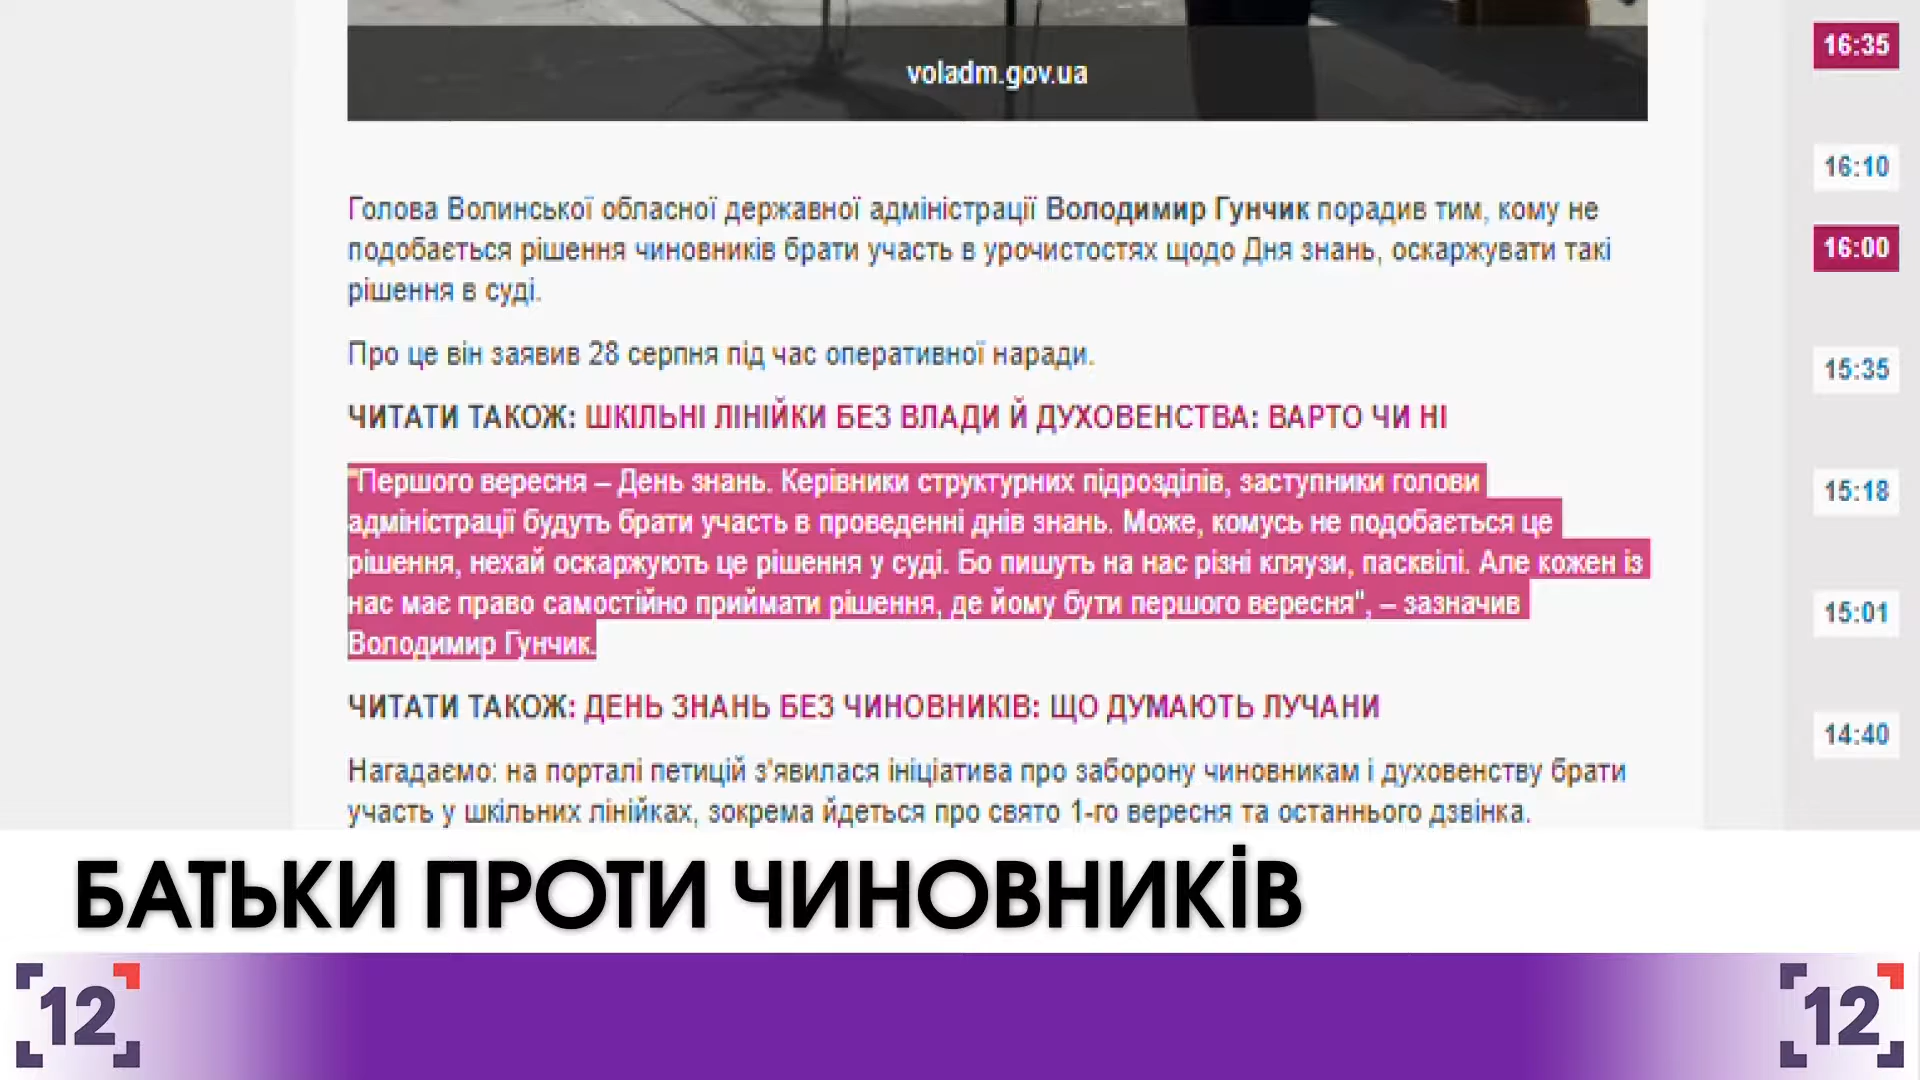 voladm.gov.ua
Голова Волинської обласної державної адміністрації Володимир Гунчик порадив тим, кому не
подобається рішення чиновників брати участь в урочистостях щодо Дня знань, оскаржувати такі
рішення в суді.
Про це він заявив 28 серпня під час оперативної наради.
ЧИТАТИ ТАКОЖ: ШКІЛЬНІ ЛІНІЙКИ БЕЗ ВЛАДИ Й ДУХОВЕНСТВА: ВАРТО ЧИ НІ
"Першого вересня – День знань. Керівники структурних підрозділів, заступники голови
адміністрації будуть брати участь в проведенні днів знань. Може, комусь не подобається це
рішення, нехай оскаржують це рішення у суді. Бо пишуть на нас різні кляузи, пасквілі. Але кожен із
нас має право самостійно приймати рішення, де йому бути першого вересня", – зазначив
Володимир Гунчик.
ЧИТАТИ ТАКОЖ: ДЕНЬ ЗНАНЬ БЕЗ ЧИНОВНИКІВ: ЩО ДУМАЮТЬ ЛУЧАНИ
Нагадаємо: на порталі петицій з'явилася ініціатива про заборону чиновникам і духовенству брати
участь у шкільних лінійках, зокрема йдеться про свято 1-го вересня та останнього дзвінка.
16:35
16:10
16:00
15:35
15:18
15:01
14:40
БАТЬКИ ПРОТИ ЧИНОВНИКІВ
12
12